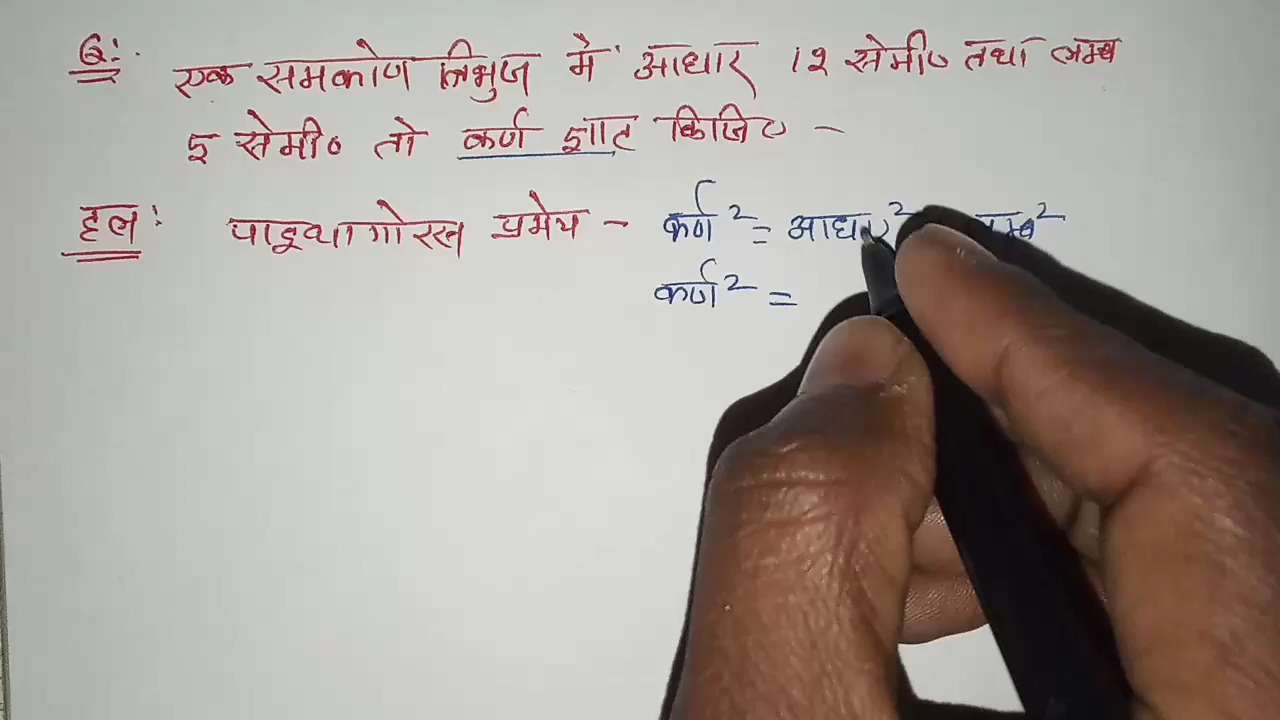 Q:. एक समकोण त्रिभुज में आधार 12 सेमी० तथा लम्ब
5 सेमी० तो कर्ण ज्ञात किजिए -
हल: पाइथागोरस प्रमेय - कर्ण² = आधार² लम्ब²
कर्ण² =